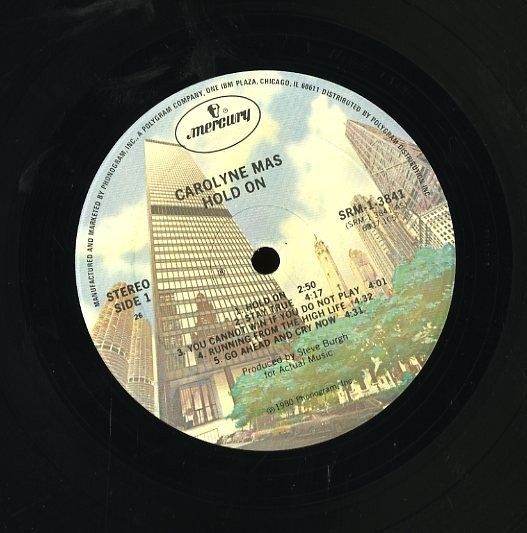 MANUFACTURED AND MARKETED BY PHONOGRAM, INC., A POLYGRAM COMPANY, ONE IBM PLAZA, CHICAGO, IL 60611 DISTRIBUTED BY POLYGRAM DISTRIBUTION, INC.
mercury
®
CAROLYNE MAS
HOLD ON
SRM-1-3841
STEREO
SIDE 1
26
1. HOLD ON 2:50
2. STAY TRUE 4:17
3. YOU CANNOT WIN IF YOU DO NOT PLAY 4:01
4. RUNNING FROM THE HIGH LIFE 4:32
5. GO AHEAD AND CRY NOW 4:31
Produced by Steve Burgh
for Actual Music
℗ 1980 Phonogram, Inc.